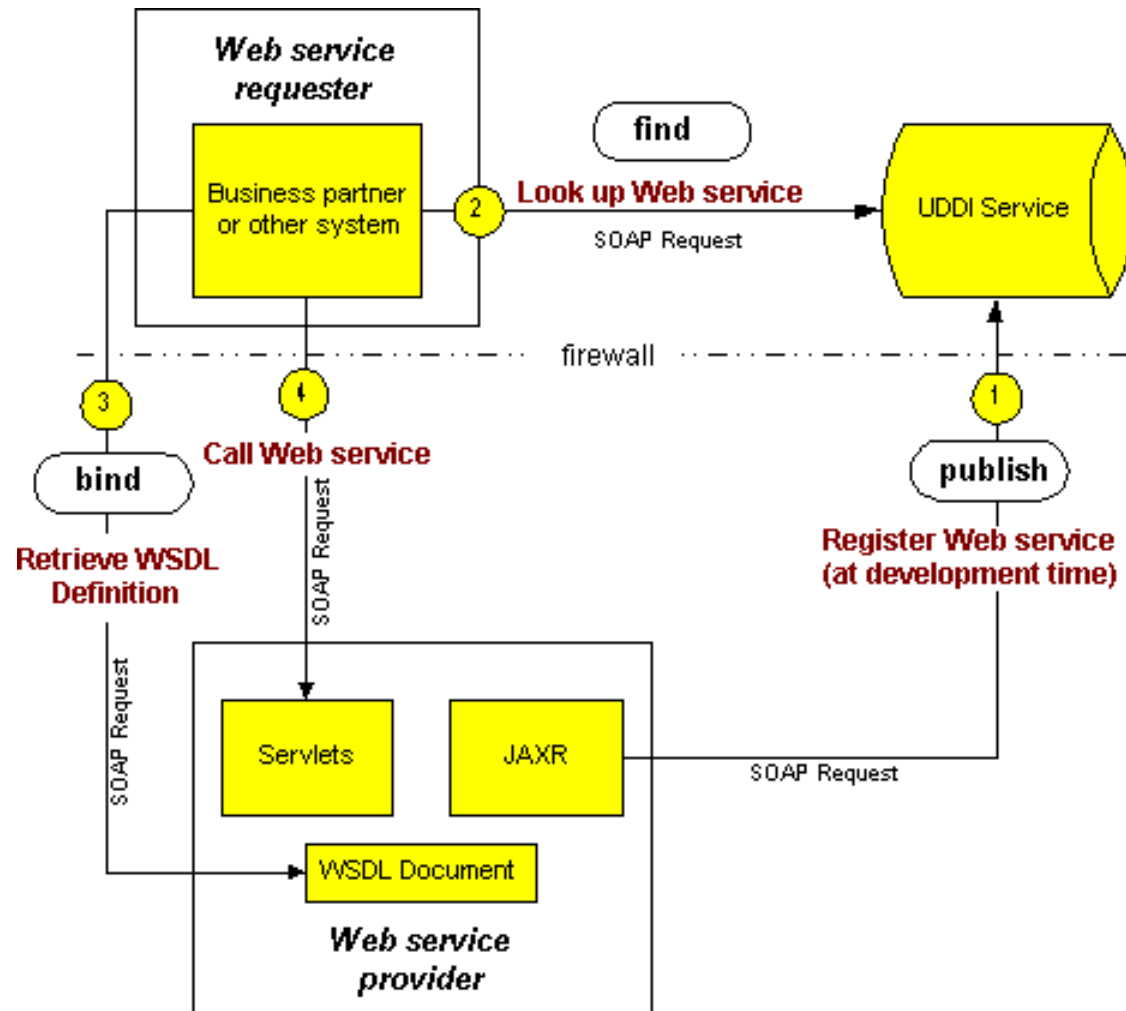 Web service
requester
find
Business partner
or other system
2
Look up Web service
SOAP Request
UDDI Service
firewall
3
4
1
bind
Call Web service
publish
SOAP Request
Retrieve WSDL
Definition
Register Web service
(at development time)
SOAP Request
Servlets
JAXR
SOAP Request
WSDL Document
Web service
provider